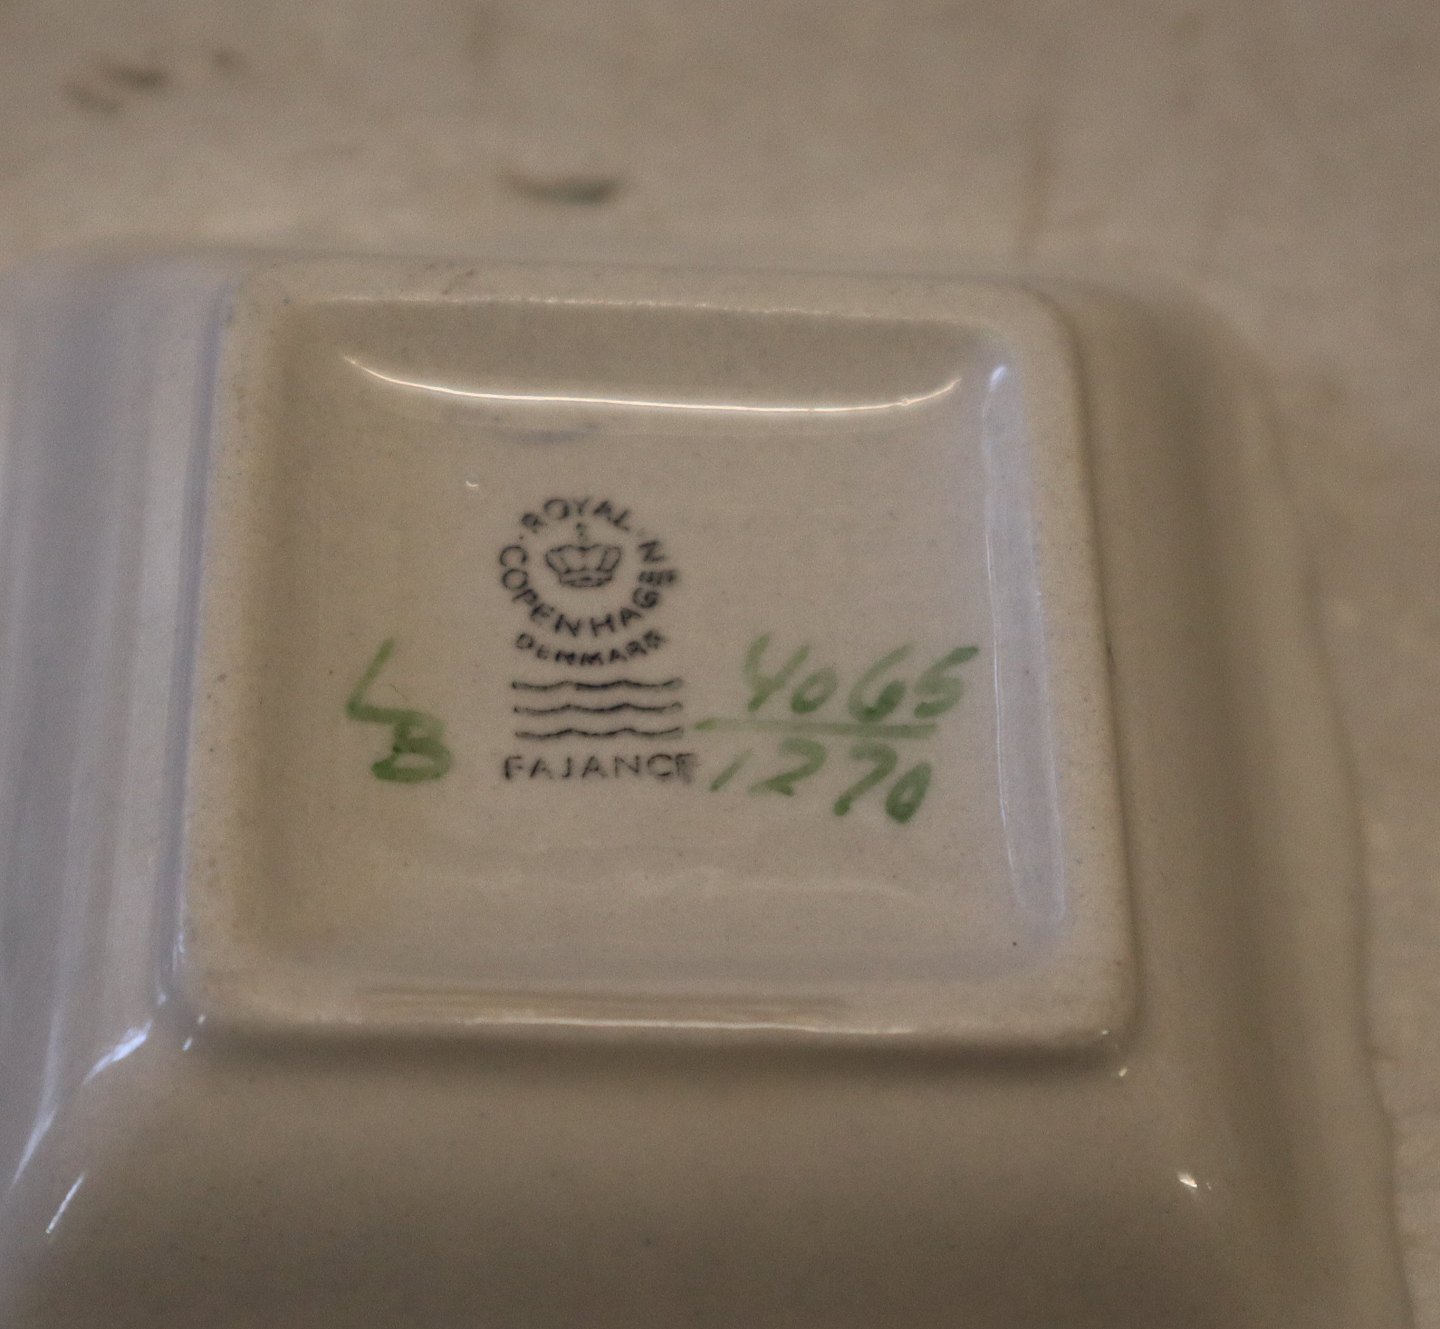 ROYAL
COPENHAGEN
DENMARK
FAJANCE
LB
4065
1270